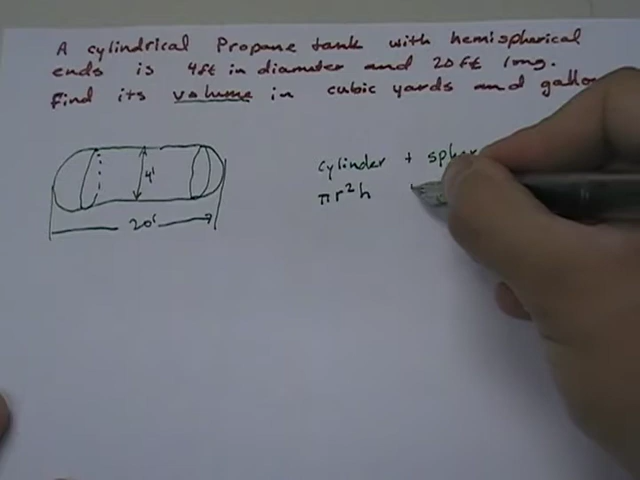 A cylindrical Propane tank with hemispherical
ends is 4ft in diameter and 20ft long.
Find its volume in cubic yards and
4'
20'
cylinder +
πr²h